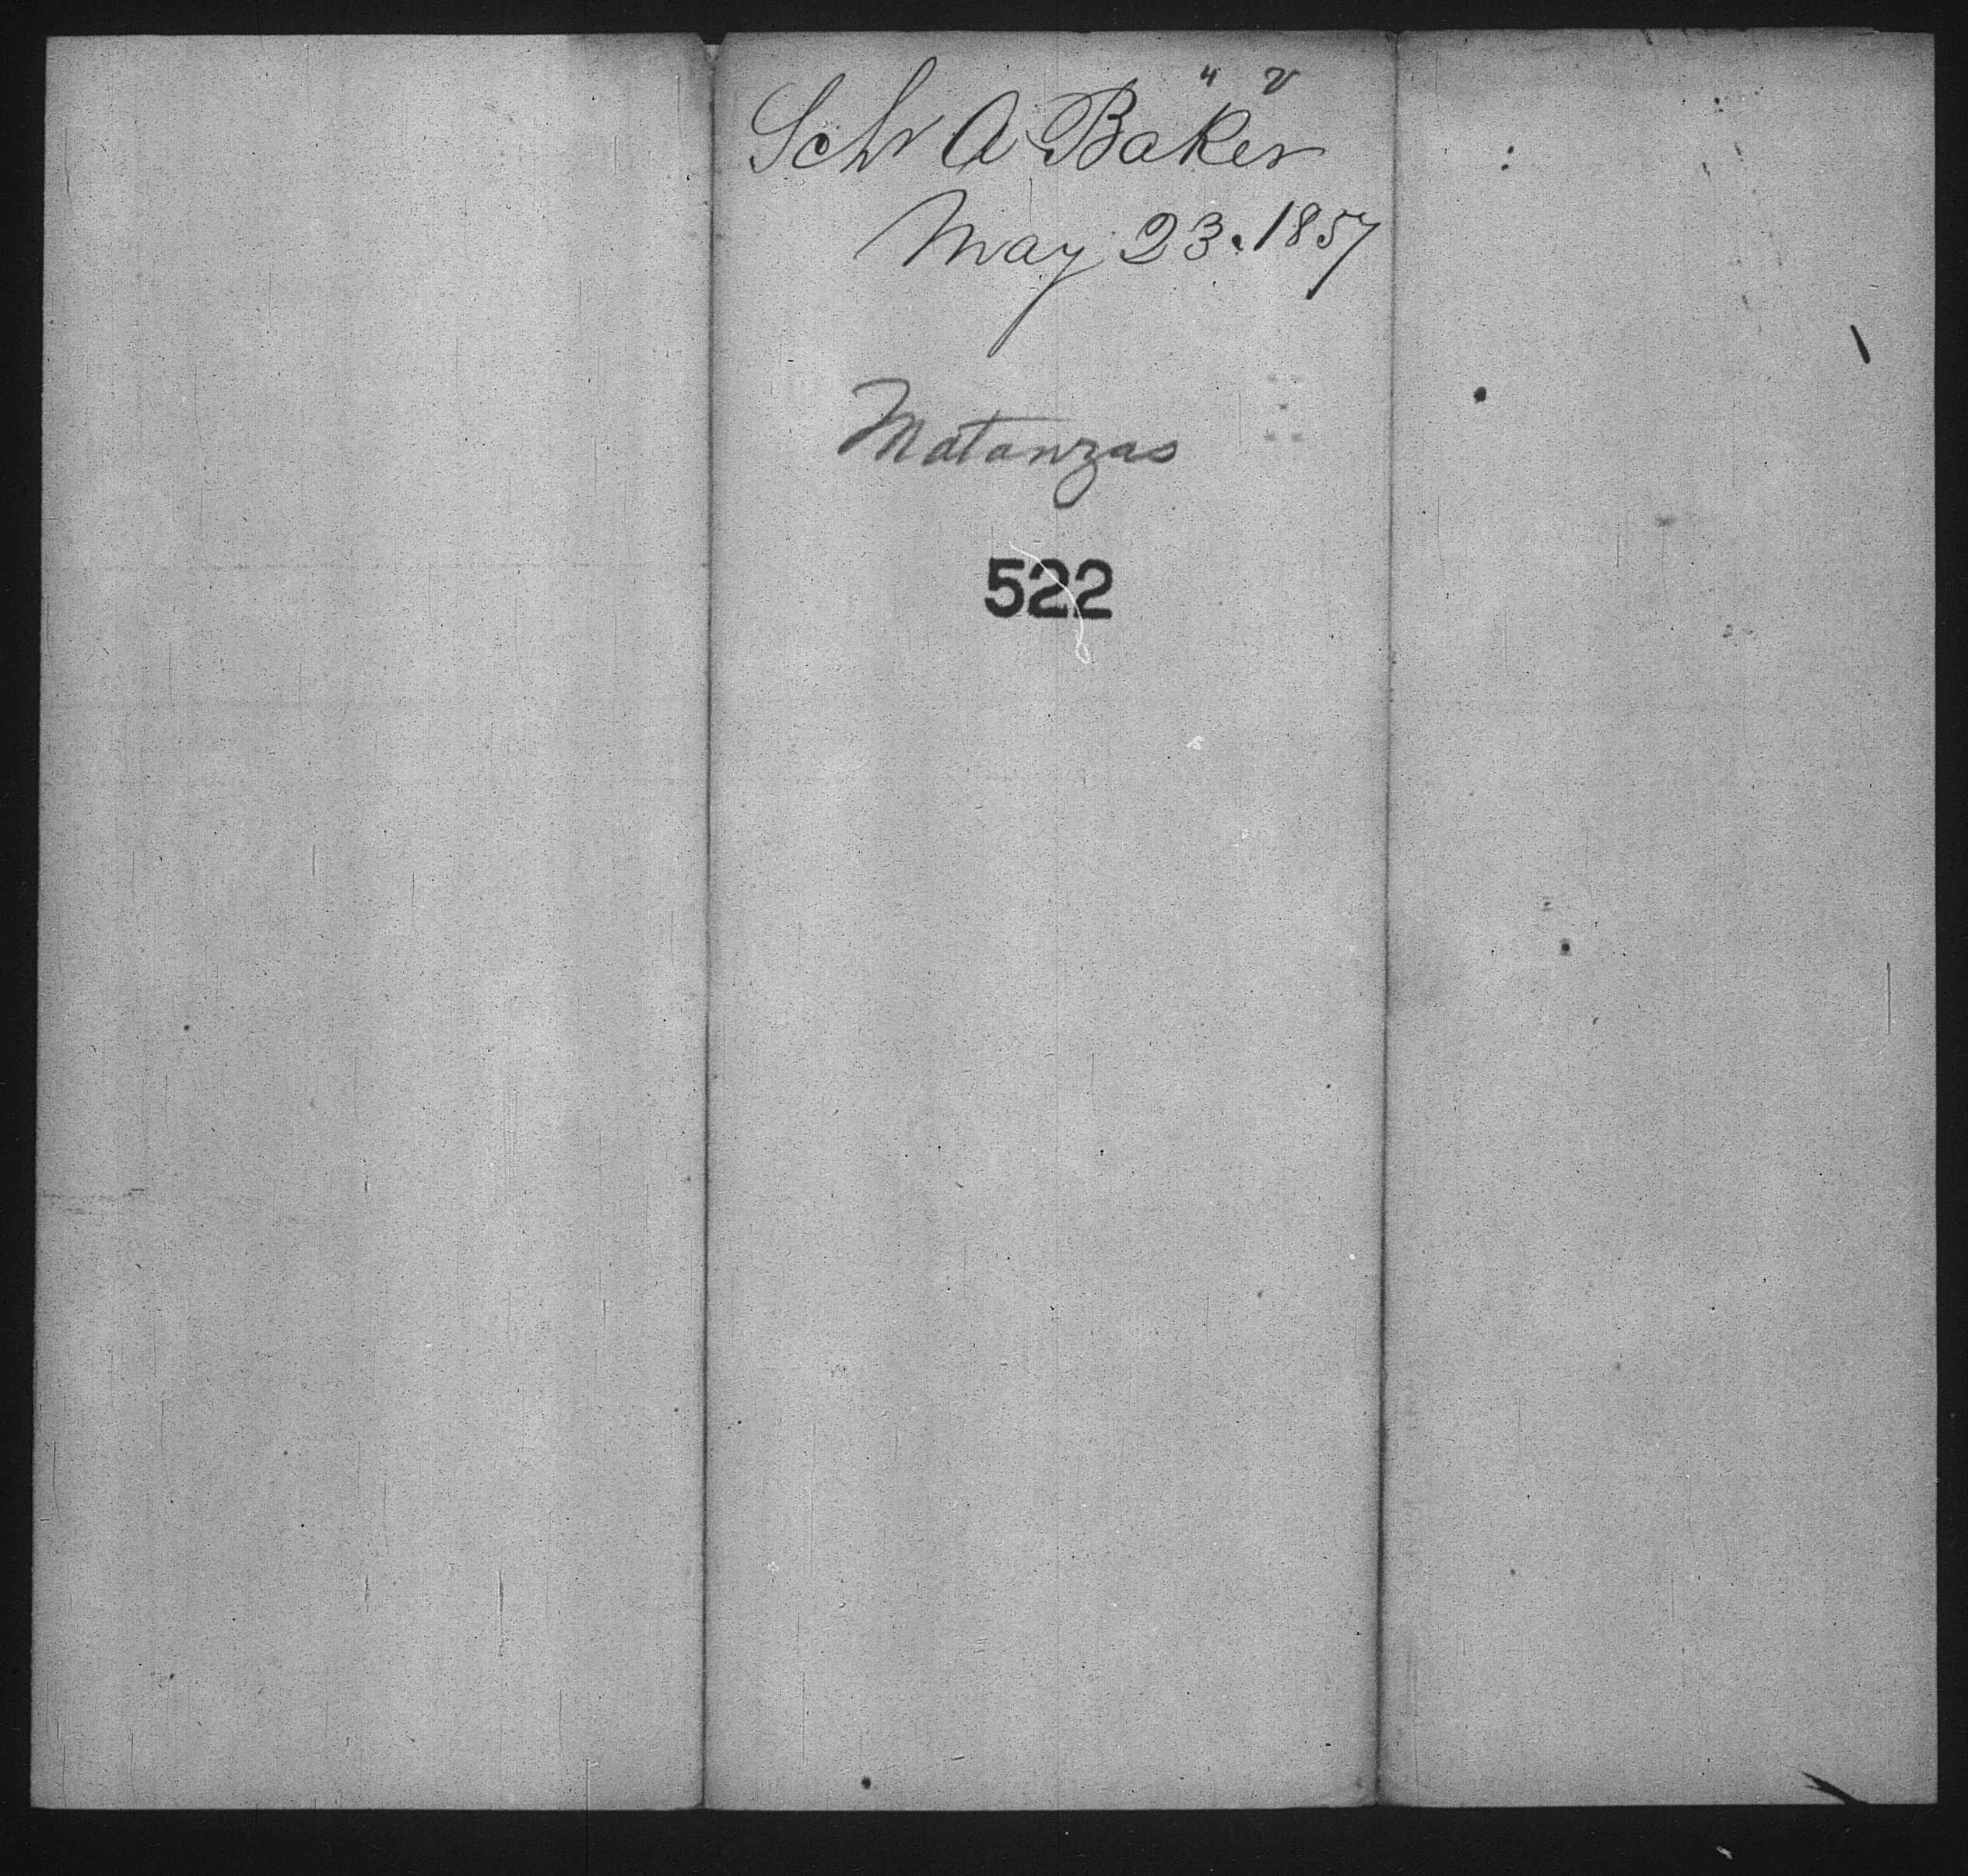 Schr A Baker
May 23. 1857
Matanzas
522